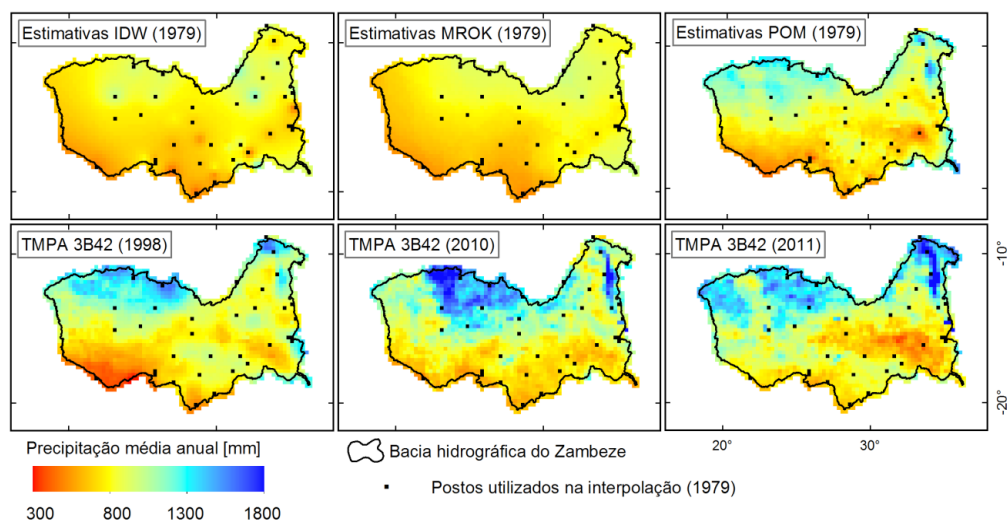 Estimativas IDW (1979)
Estimativas MROK (1979)
Estimativas POM (1979)
TMPA 3B42 (1998)
TMPA 3B42 (2010)
TMPA 3B42 (2011)
-10°
-20°
20°
30°
Precipitação média anual [mm]
300 800 1300 1800
Bacia hidrográfica do Zambeze
Postos utilizados na interpolação (1979)